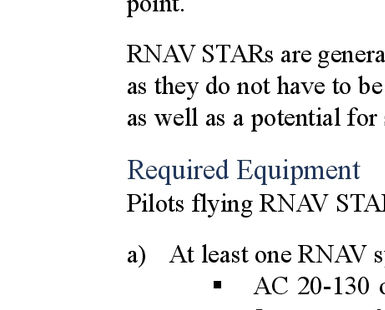 point.
RNAV STARs are genera
as they do not have to be
as well as a potential for
Required Equipment
Pilots flying RNAV STA
a) At least one RNAV s
▪ AC 20-130